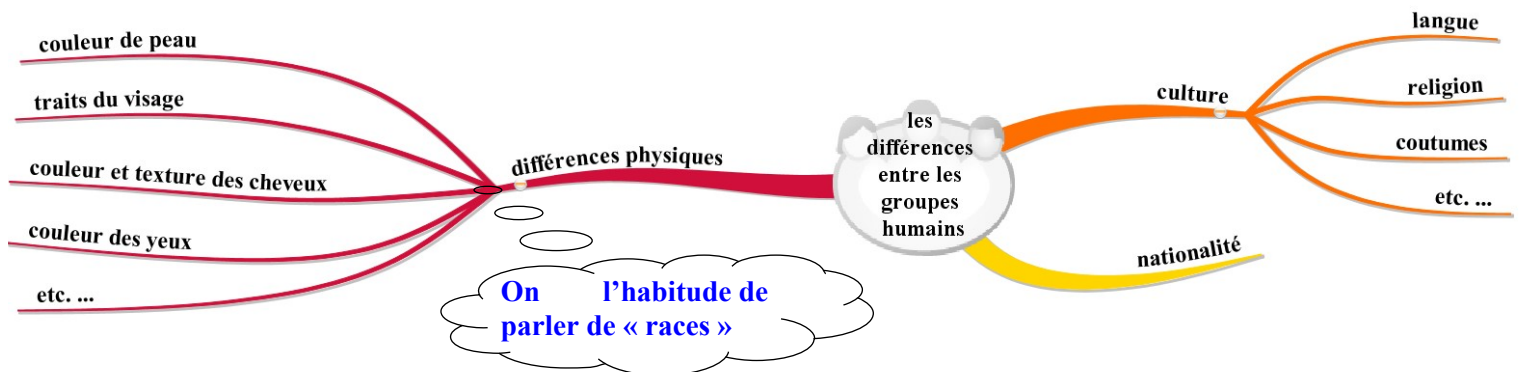 couleur de peau
traits du visage
couleur et texture des cheveux
couleur des yeux
etc. ...
différences physiques
On l’habitude de
parler de « races »
les
différences
entre les
groupes
humains
culture
langue
religion
coutumes
etc. ...
nationalité